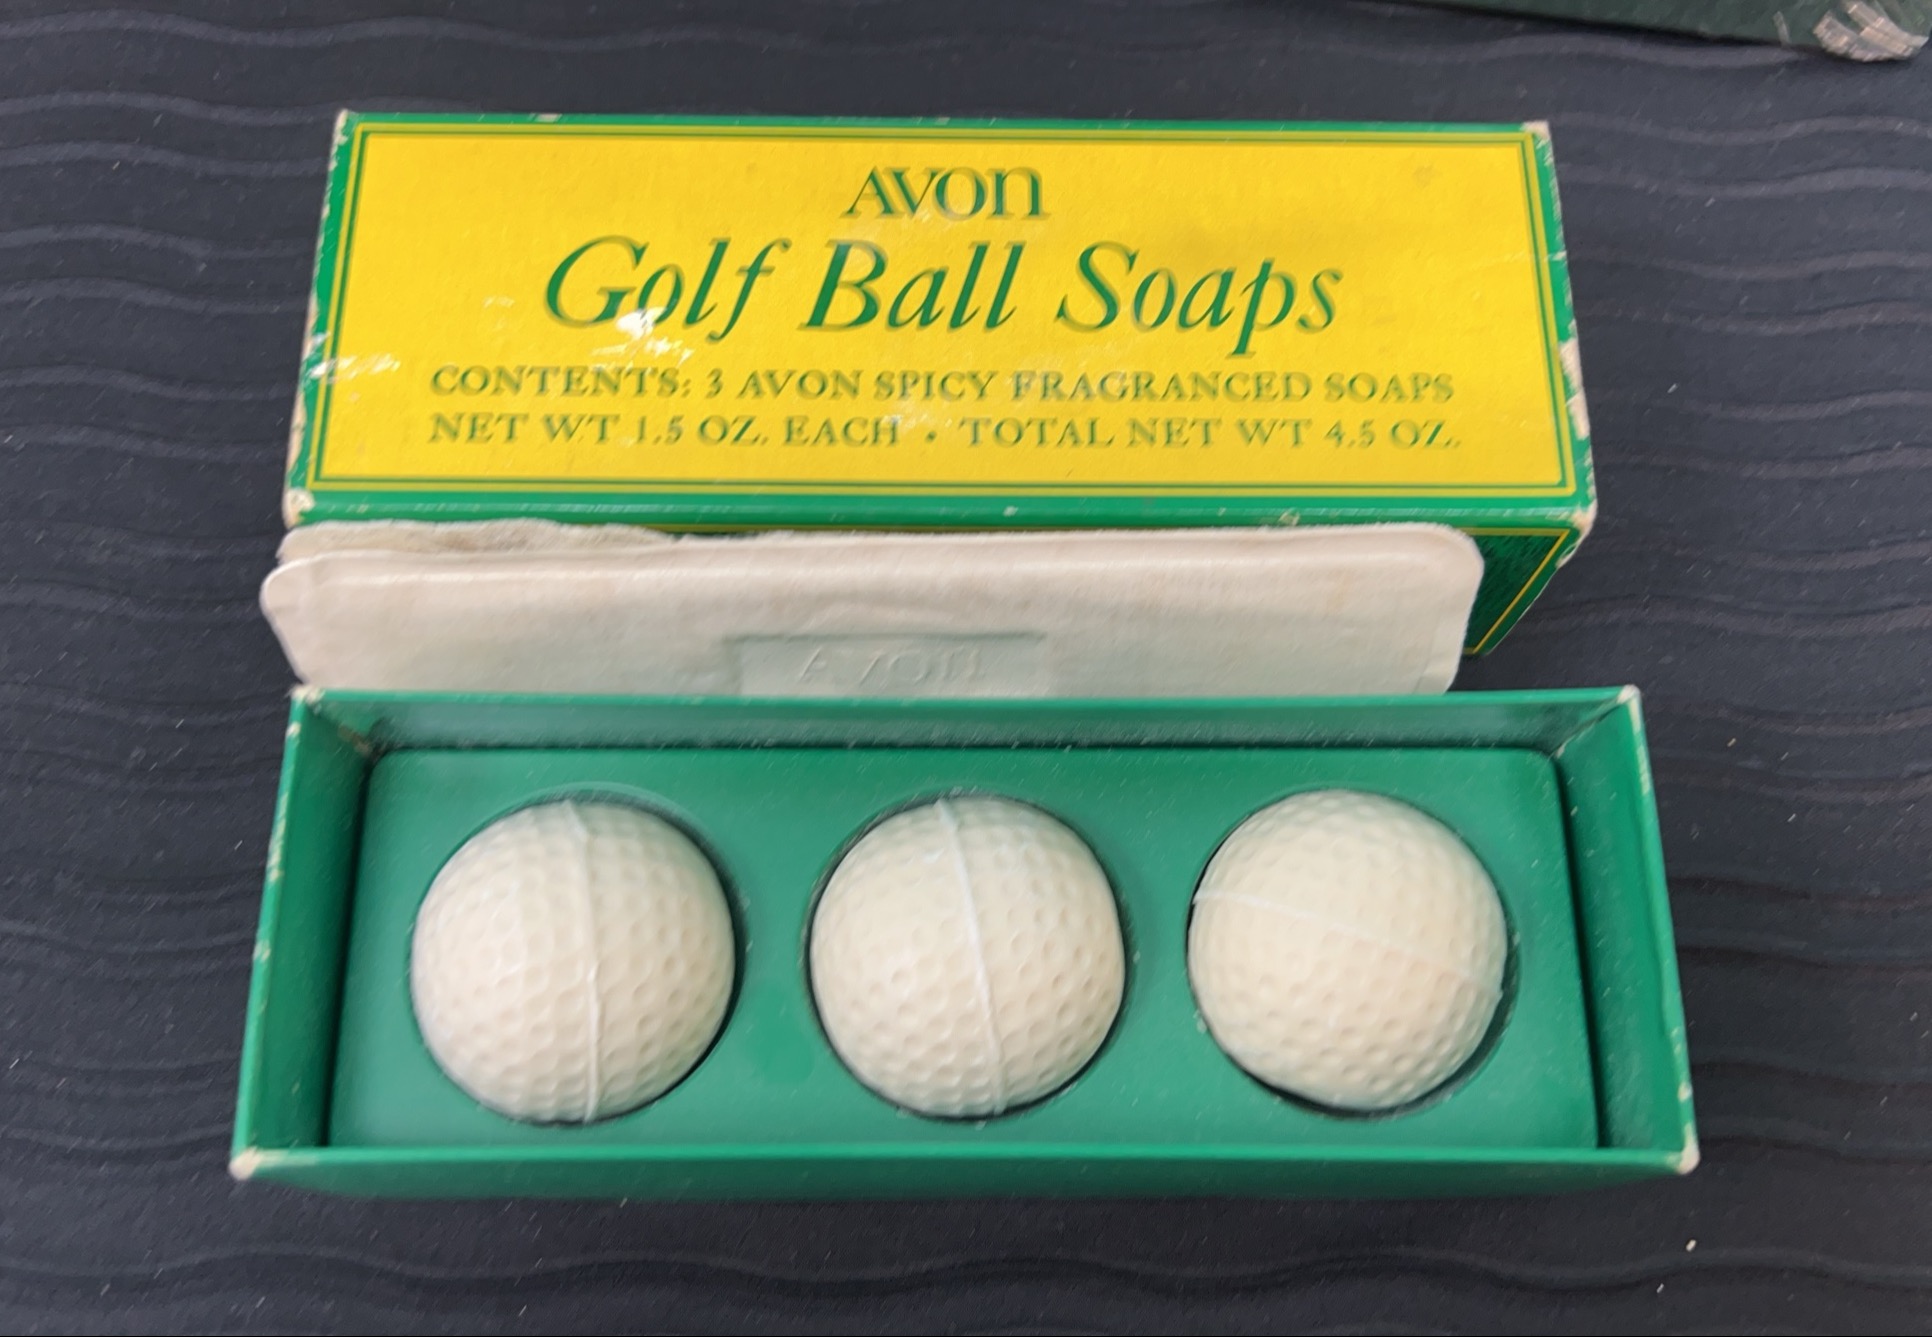 AVON
Golf Ball Soaps
CONTENTS: 3 AVON SPICY FRAGRANCED SOAPS
NET WT 1.5 OZ. EACH • TOTAL NET WT 4.5 OZ.
AVON